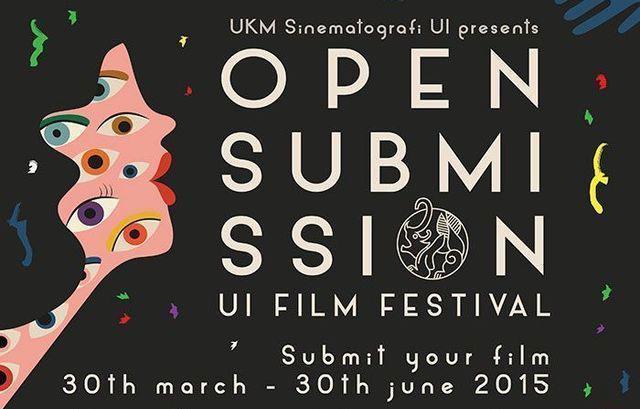 UKM Sinematografi UI presents
OPEN
SUBMI
SSION
UI FILM FESTIVAL
Submit your film
30th march - 30th june 2015